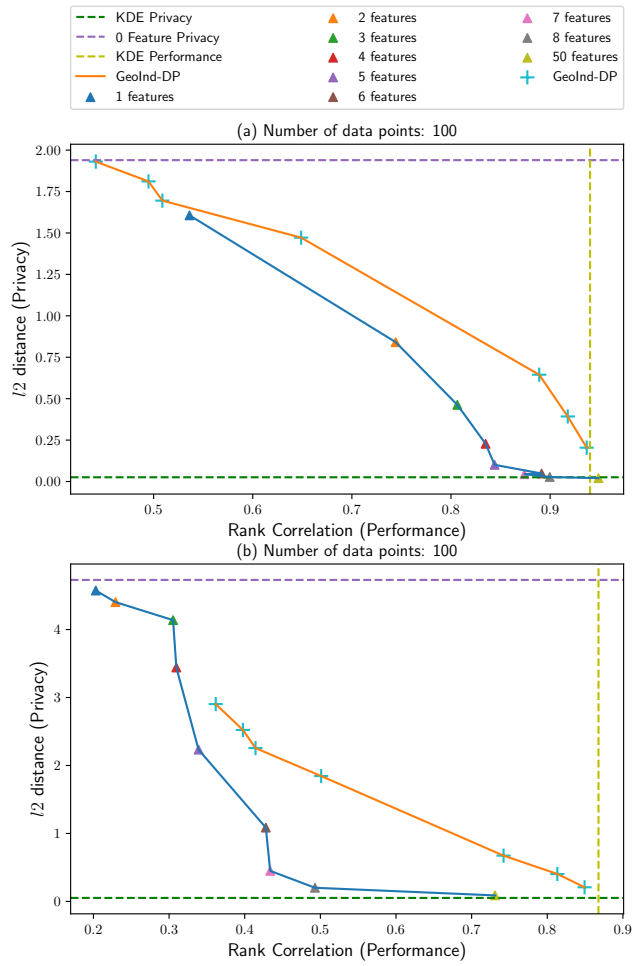 KDE Privacy
0 Feature Privacy
KDE Performance
GeoInd-DP
1 features
2 features
3 features
4 features
5 features
6 features
7 features
8 features
50 features
GeoInd-DP
(a) Number of data points: 100
2.00
1.75
1.50
1.25
1.00
0.75
0.50
0.25
0.00
l2 distance (Privacy)
0.5 0.6 0.7 0.8 0.9
Rank Correlation (Performance)
(b) Number of data points: 100
4
3
2
1
0
l2 distance (Privacy)
0.2 0.3 0.4 0.5 0.6 0.7 0.8 0.9
Rank Correlation (Performance)